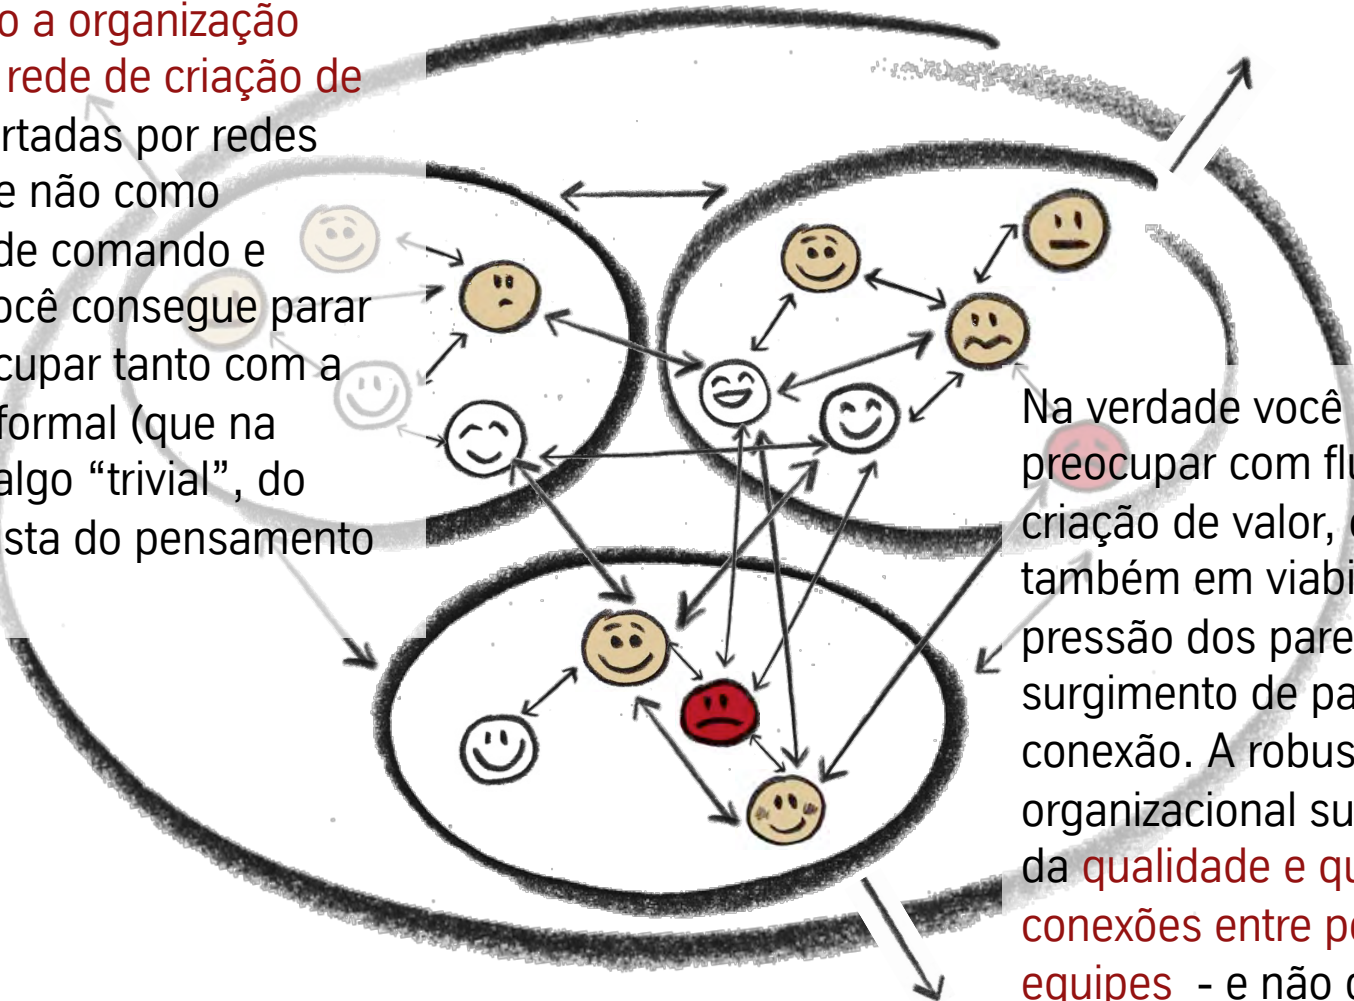 o a organização
rede de criação de
rtadas por redes
e não como
de comando e
ocê consegue parar
cupar tanto com a
formal (que na
algo “trivial”, do
sta do pensamento
Na verdade você
preocupar com flu
criação de valor,
também em viabi
pressão dos pare
surgimento de pa
conexão. A robus
organizacional su
da qualidade e qu
conexões entre pe
equipes - e não d